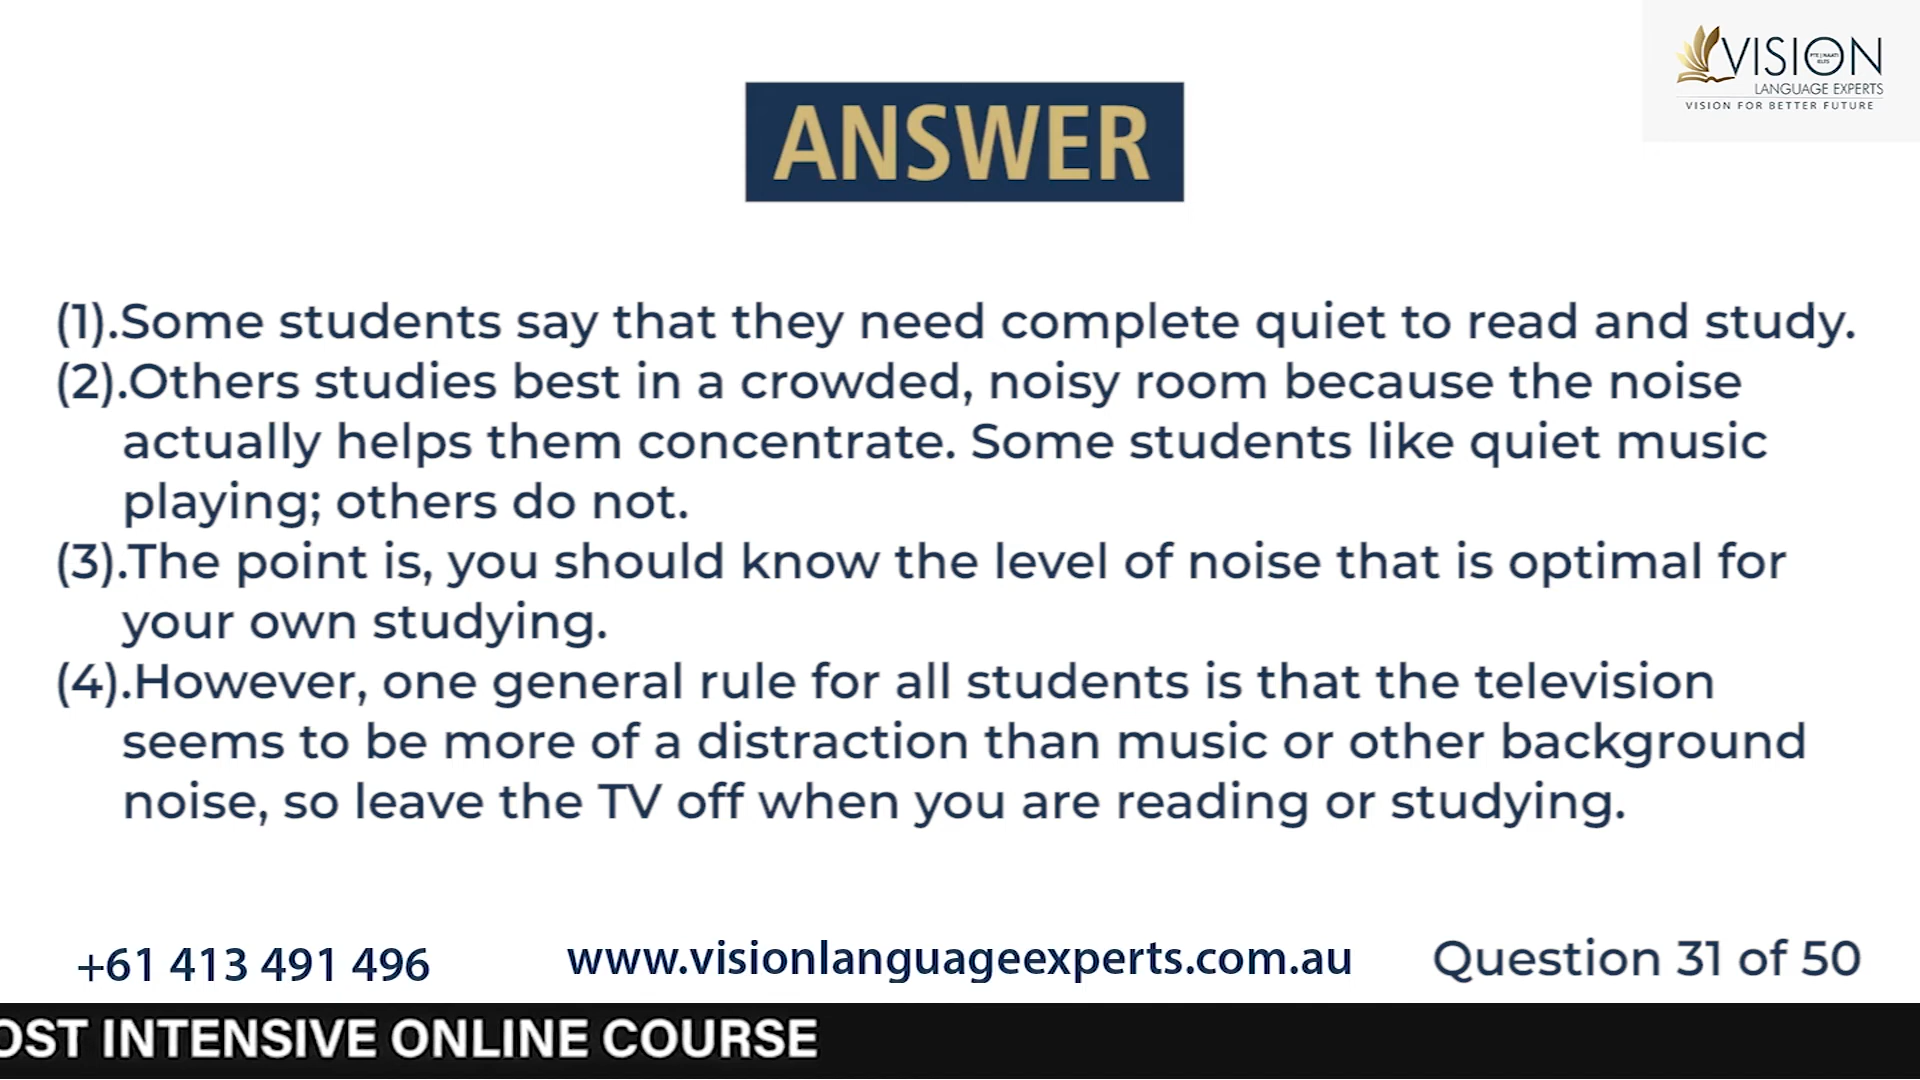 VISION
LANGUAGE EXPERTS
VISION FOR BETTER FUTURE
ANSWER
(1).Some students say that they need complete quiet to read and study.
(2).Others studies best in a crowded, noisy room because the noise
actually helps them concentrate. Some students like quiet music
playing; others do not.
(3).The point is, you should know the level of noise that is optimal for
your own studying.
(4).However, one general rule for all students is that the television
seems to be more of a distraction than music or other background
noise, so leave the TV off when you are reading or studying.
+61 413 491 496
www.visionlanguageexperts.com.au
Question 31 of 50
OST INTENSIVE ONLINE COURSE